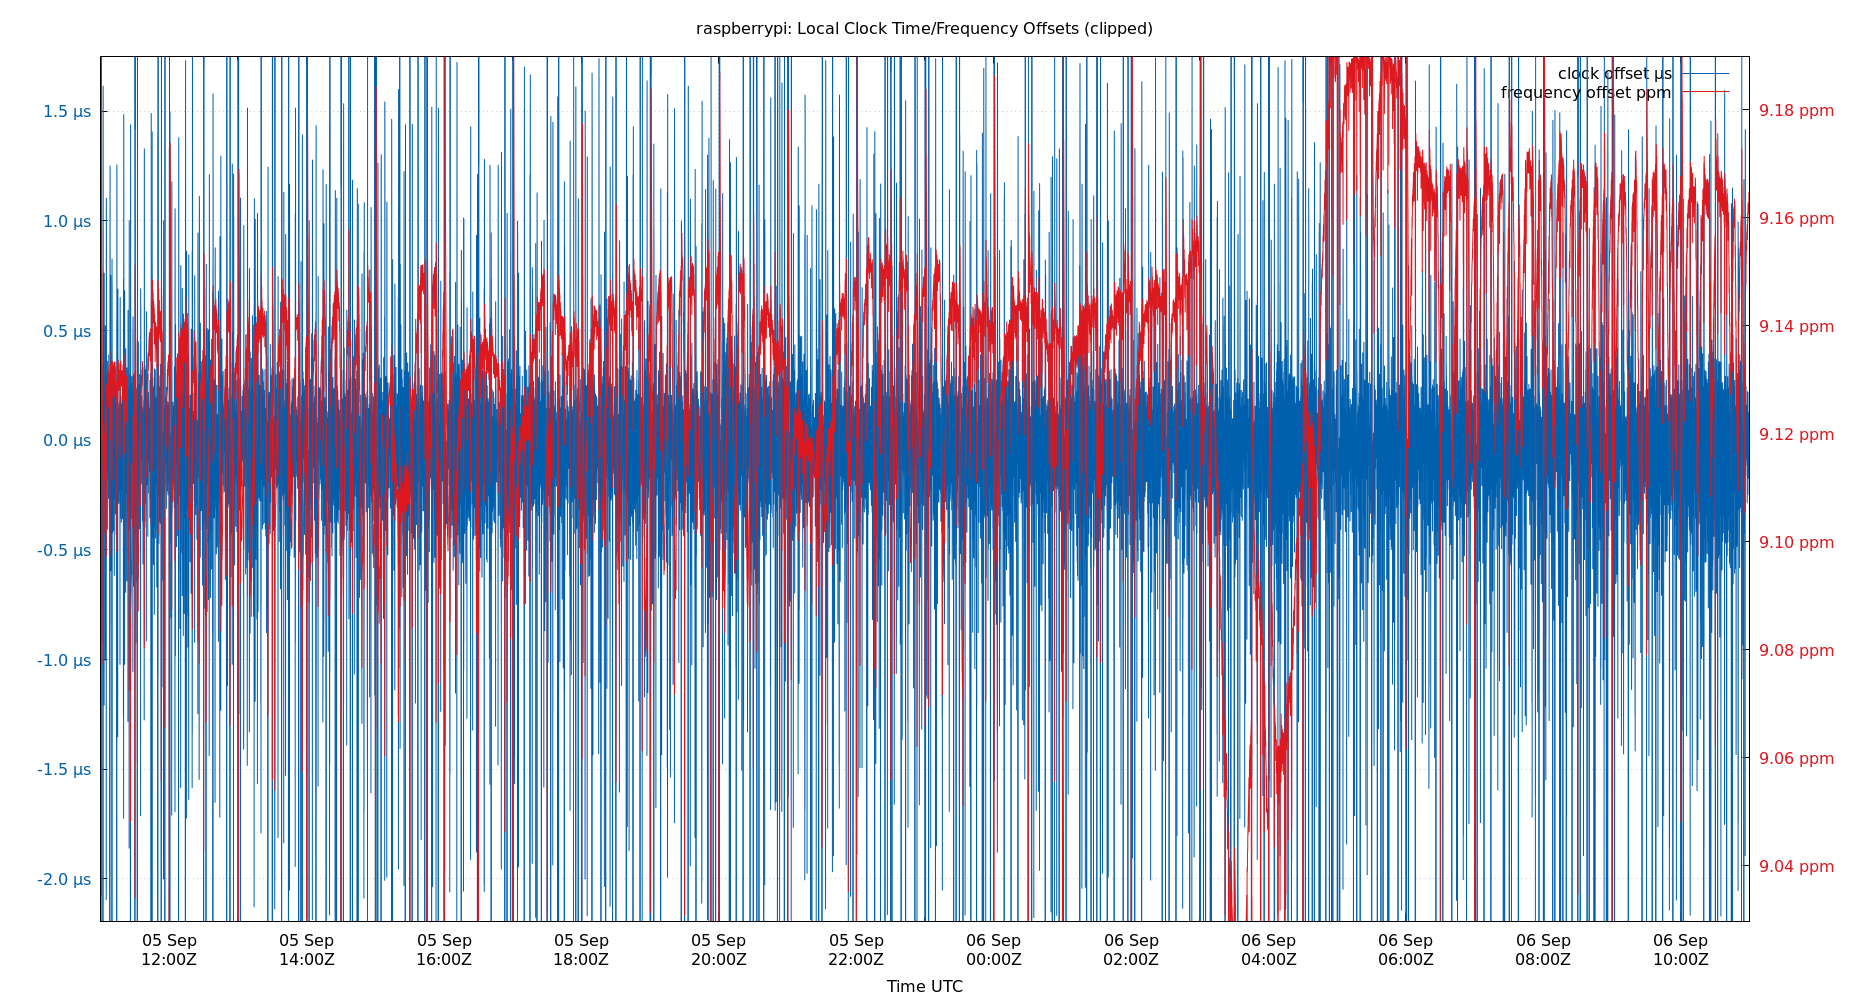 raspberrypi: Local Clock Time/Frequency Offsets (clipped)
clock offset µs
frequency offset ppm
1.5 µs
1.0 µs
0.5 µs
0.0 µs
-0.5 µs
-1.0 µs
-1.5 µs
-2.0 µs
9.18 ppm
9.16 ppm
9.14 ppm
9.12 ppm
9.10 ppm
9.08 ppm
9.06 ppm
9.04 ppm
05 Sep 05 Sep 05 Sep 05 Sep 05 Sep 05 Sep 06 Sep 06 Sep 06 Sep 06 Sep 06 Sep 06 Sep
12:00Z 14:00Z 16:00Z 18:00Z 20:00Z 22:00Z 00:00Z 02:00Z 04:00Z 06:00Z 08:00Z 10:00Z
Time UTC